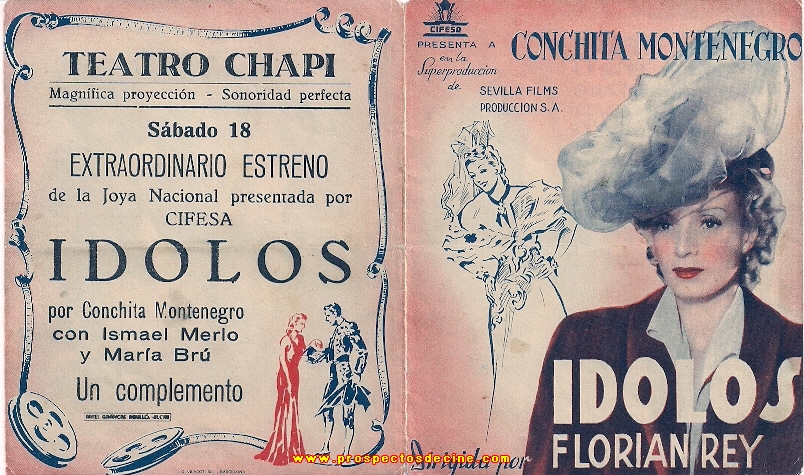 TEATRO CHAPI
Magnífica proyección - Sonoridad perfecta
Sábado 18
EXTRAORDINARIO ESTRENO
de la Joya Nacional presentada por
CIFESA
IDOLOS
por Conchita Montenegro
con Ismael Merlo
y María Brú
Un complemento
CIFESA
PRESENTA A CONCHITA MONTENEGRO
en la
Superproducción
de
SEVILLA FILMS
PRODUCCION S.A.
IDOLOS
Dirigida por FLORIAN REY
www.prospectosdecine.com